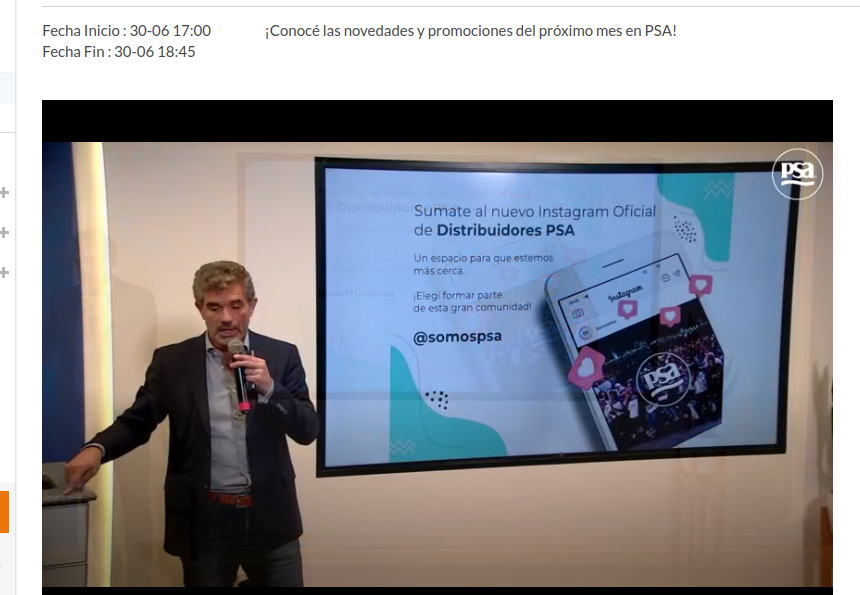 Fecha Inicio : 30-06 17:00
¡Conocé las novedades y promociones del próximo mes en PSA!
Fecha Fin : 30-06 18:45
psa
Sumate al nuevo Instagram Oficial
de Distribuidores PSA
Un espacio para que estemos
más cerca.
¡Elegí formar parte
de esta gran comunidad!
@somospsa
Instagram
psa